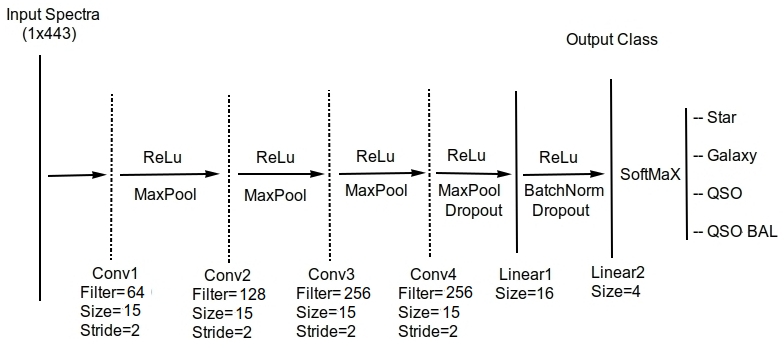 Input Spectra
(1x443)
Output Class
ReLu
MaxPool
ReLu
MaxPool
ReLu
MaxPool
ReLu
MaxPool
Dropout
ReLu
BatchNorm
Dropout
SoftMaX
-- Star
-- Galaxy
-- QSO
-- QSO BAL
Conv1
Filter=64
Size=15
Stride=2
Conv2
Filter=128
Size=15
Stride=2
Conv3
Filter=256
Size=15
Stride=2
Conv4
Filter=256
Size=15
Stride=2
Linear1
Size=16
Linear2
Size=4